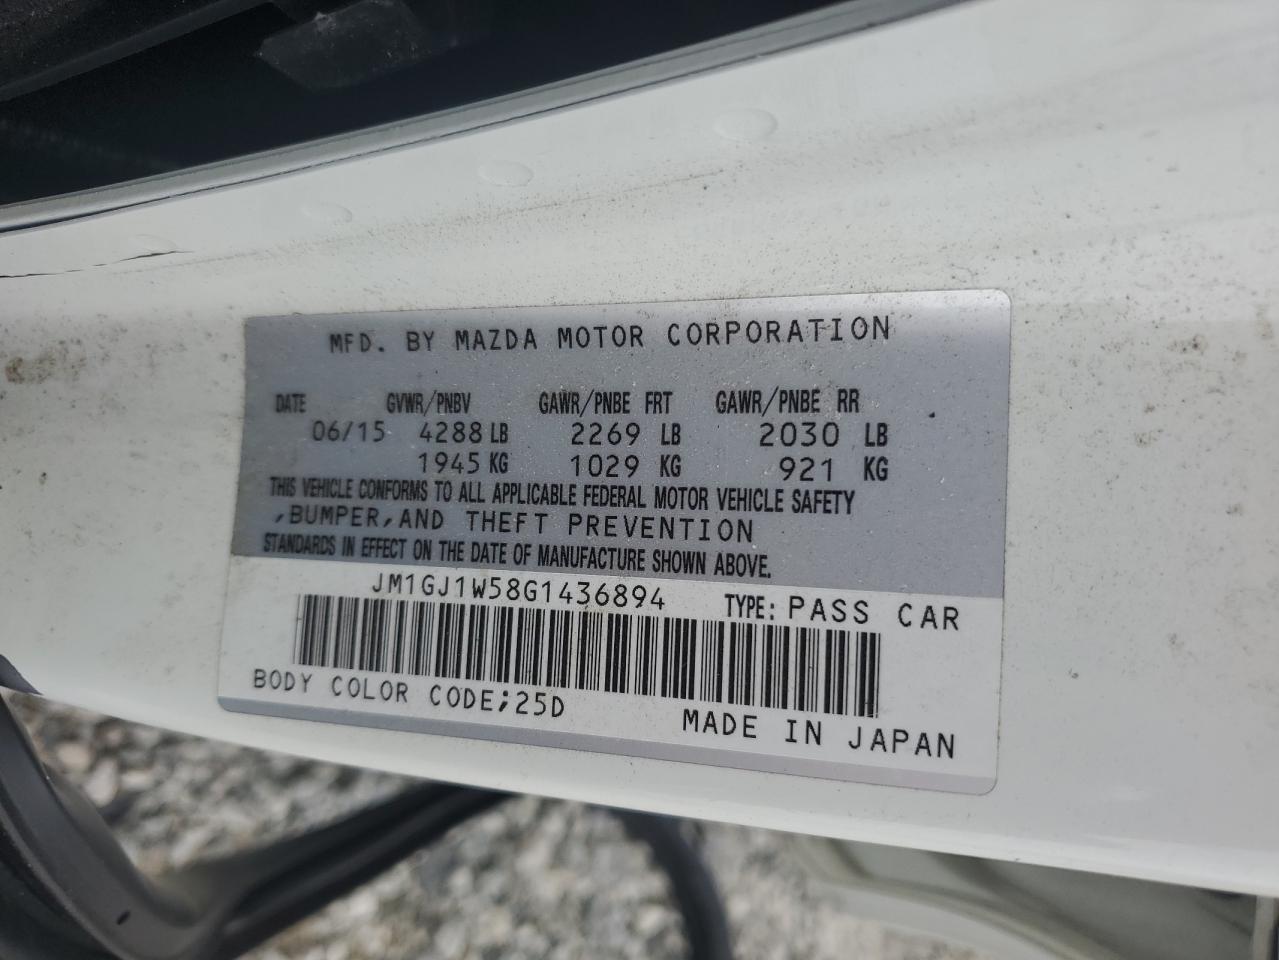 MFD. BY MAZDA MOTOR CORPORATION
DATE GVWR/PNBV GAWR/PNBE FRT GAWR/PNBE RR
06/15 4288 LB 2269 LB 2030 LB
1945 KG 1029 KG 921 KG
THIS VEHICLE CONFORMS TO ALL APPLICABLE FEDERAL MOTOR VEHICLE SAFETY
,BUMPER,AND THEFT PREVENTION
STANDARDS IN EFFECT ON THE DATE OF MANUFACTURE SHOWN ABOVE.
JM1GJ1W58G1436894 TYPE: PASS CAR
BODY COLOR CODE;25D MADE IN JAPAN